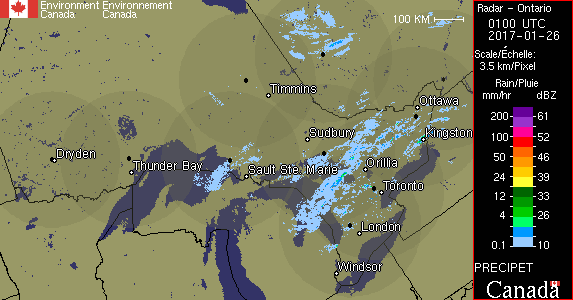 Environment Environnement
Canada Canada
100 KM
Timmins
Ottawa
Sudbury
Kingston
Dryden
Thunder Bay
Sault Ste. Marie
Orillia
Toronto
London
Windsor
Radar - Ontario
0100 UTC
2017-01-26
Scale/Échelle:
3.5 km/Pixel
Rain/Pluie
mm/hr dBZ
200 61
100 52
50 46
24 39
12 33
4 26
0.1 10
PRECIPET
Canada